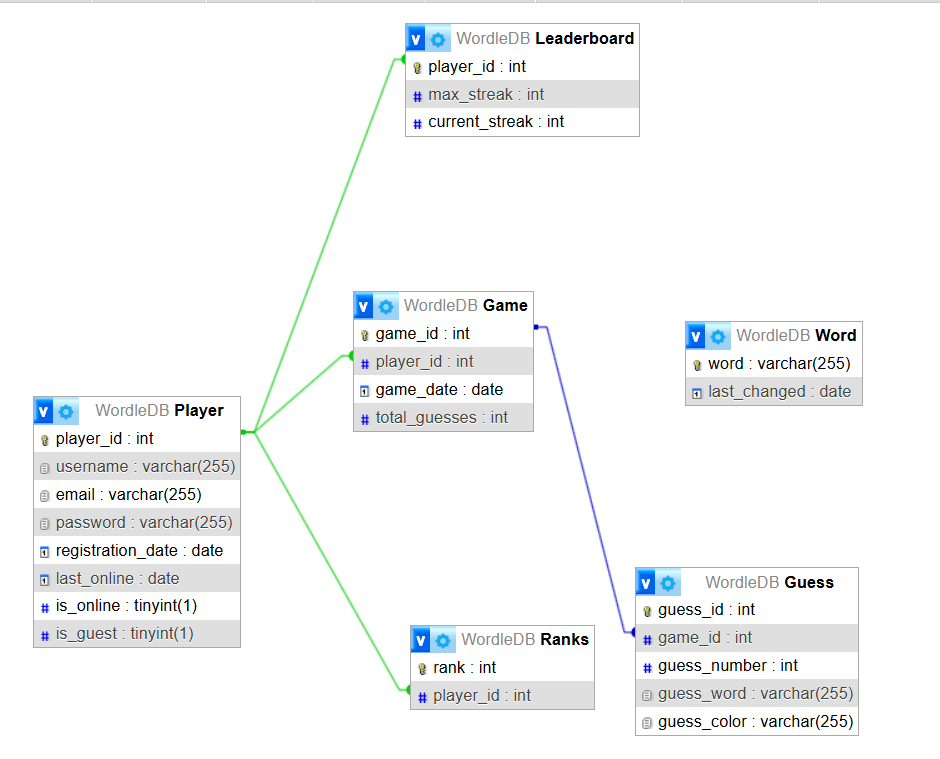 v WordleDB Leaderboard
player_id : int
# max_streak : int
# current_streak : int
v WordleDB Game
game_id : int
# player_id : int
game_date : date
# total_guesses : int
v WordleDB Word
word : varchar(255)
last_changed : date
v WordleDB Player
player_id : int
username : varchar(255)
email : varchar(255)
password : varchar(255)
registration_date : date
last_online : date
# is_online : tinyint(1)
# is_guest : tinyint(1)
v WordleDB Guess
guess_id : int
# game_id : int
# guess_number : int
guess_word : varchar(255)
guess_color : varchar(255)
v WordleDB Ranks
rank : int
# player_id : int